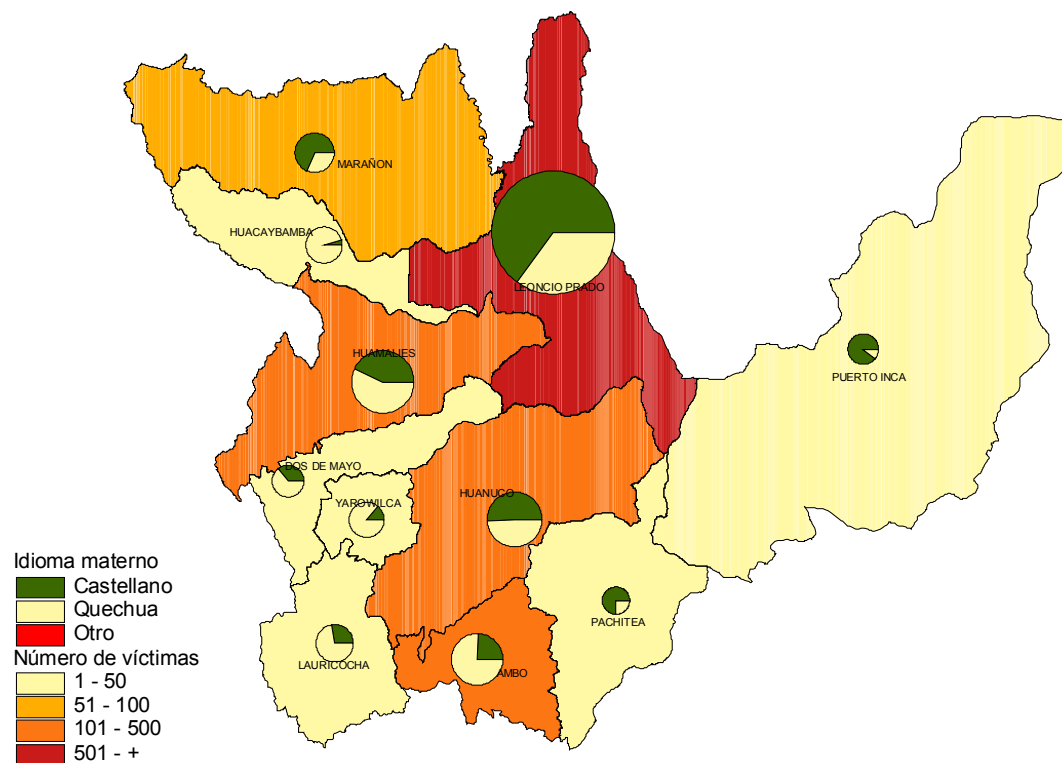 MARAÑON
HUACAYBAMBA
LEONCIO PRADO
HUAMALIES
PUERTO INCA
DOS DE MAYO
YAROWILCA
HUANUCO
PACHITEA
LAURICOCHA
AMBO
Idioma materno
Castellano
Quechua
Otro
Número de víctimas
1 - 50
51 - 100
101 - 500
501 - +